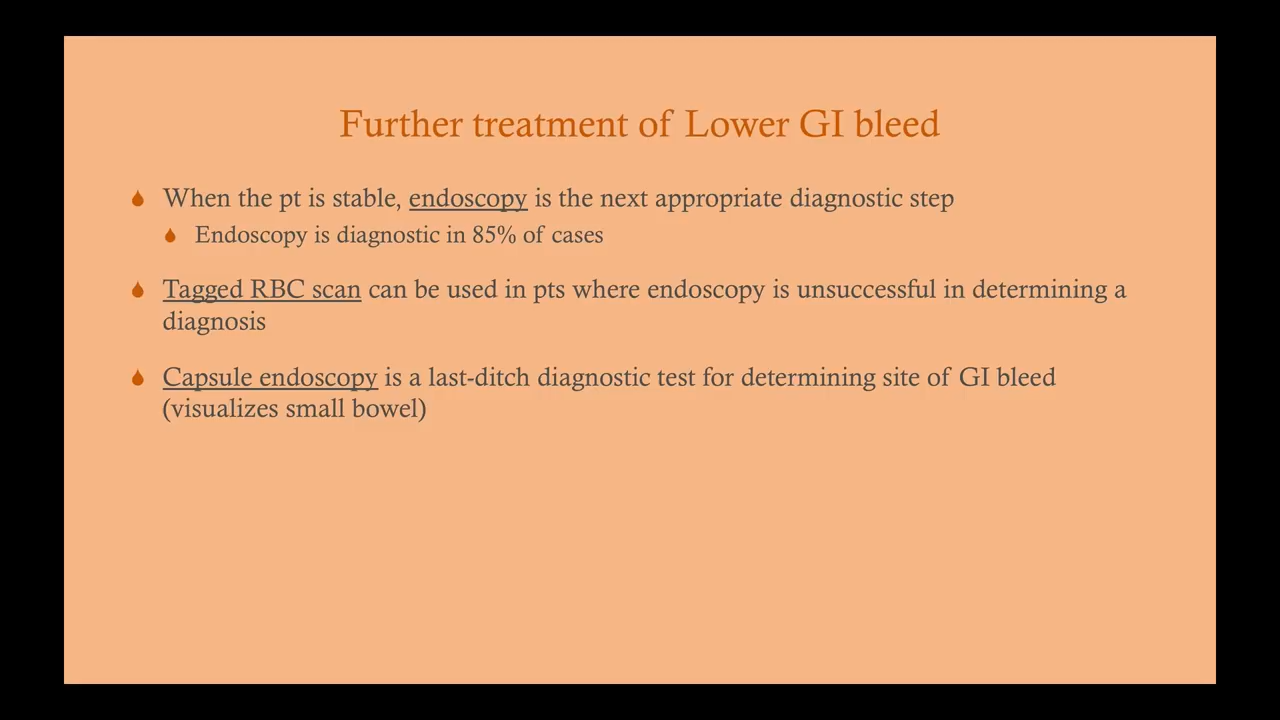 Further treatment of Lower GI bleed
When the pt is stable, endoscopy is the next appropriate diagnostic step
Endoscopy is diagnostic in 85% of cases
Tagged RBC scan can be used in pts where endoscopy is unsuccessful in determining a
diagnosis
Capsule endoscopy is a last-ditch diagnostic test for determining site of GI bleed
(visualizes small bowel)